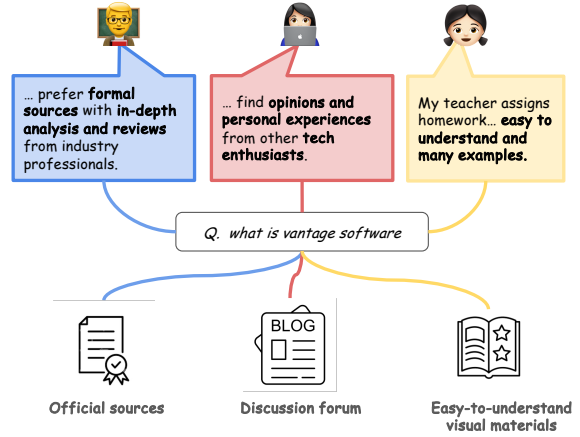 … prefer formal
sources with in-depth
analysis and reviews
from industry
professionals.
… find opinions and
personal experiences
from other tech
enthusiasts.
My teacher assigns
homework… easy to
understand and
many examples.
Q. what is vantage software
BLOG
Official sources
Discussion forum
Easy-to-understand
visual materials